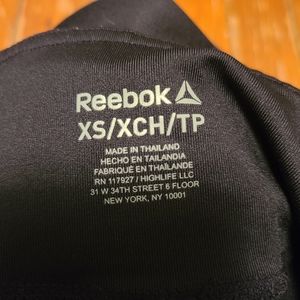 Reebok
XS/XCH/TP
MADE IN THAILAND
HECHO EN TAILANDIA
FABRIQUÉ EN THAÏLANDE
RN 117927 / HIGHLIFE LLC
31 W 34TH STREET 6 FLOOR
NEW YORK, NY 10001